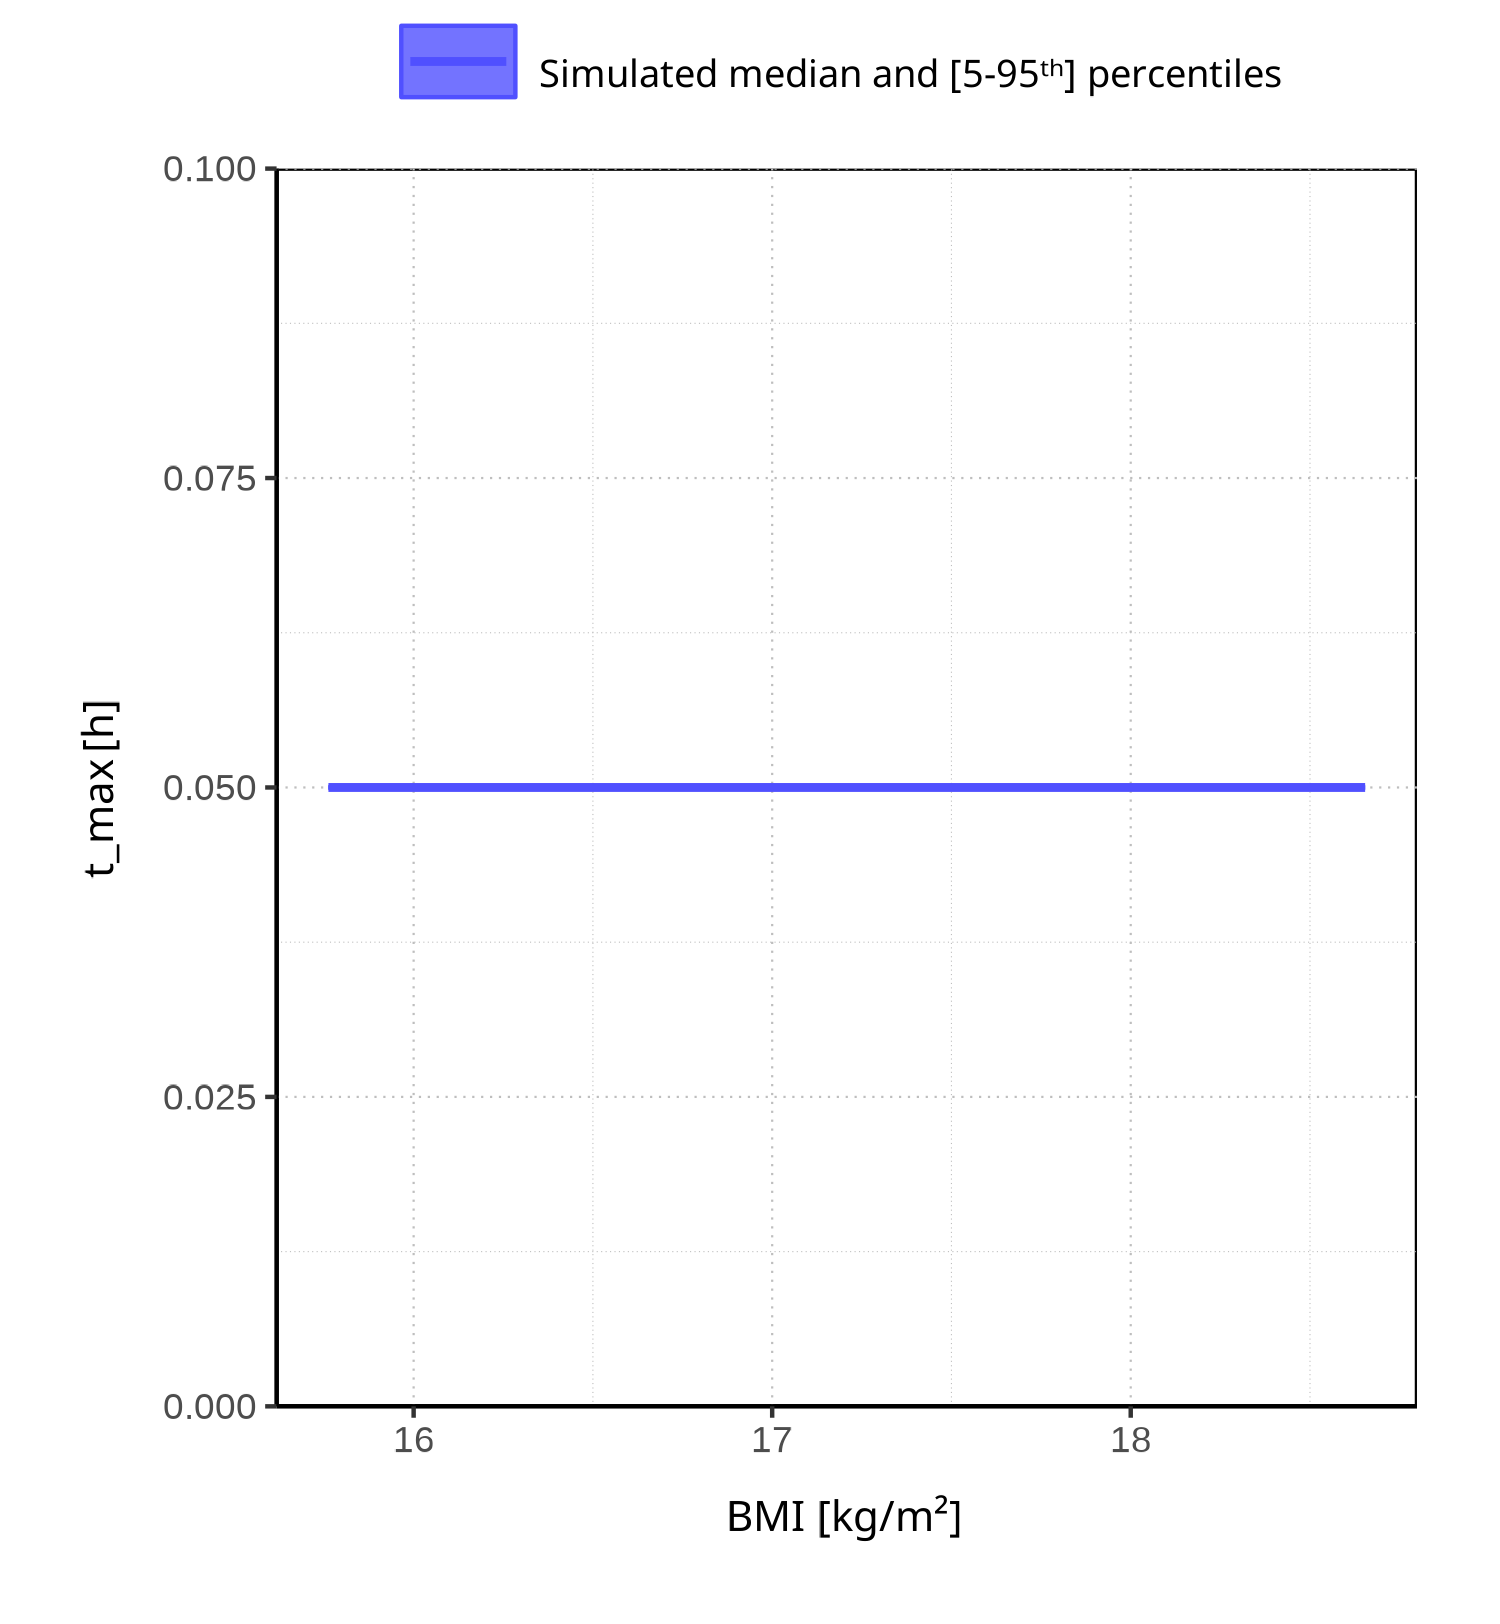 Simulated median and [5-95ᵗʰ] percentiles
0.100
0.075
0.050
0.025
0.000
t_max [h]
16 17 18
BMI [kg/m²]